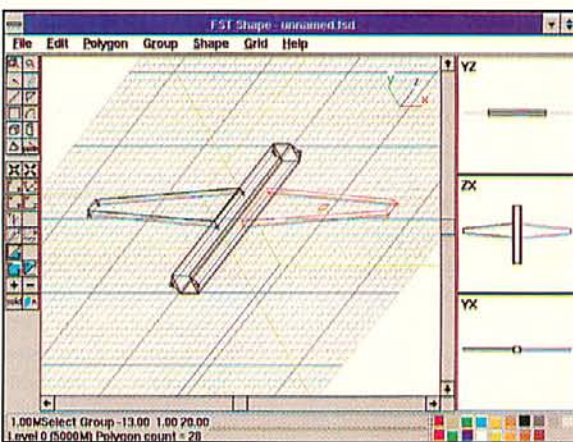 FST Shape - unnamed.fsd
File Edit Polygon Group Shape Grid Help
YZ
y
x
ZX
YX
1.00MSelect Group -13.00 1.00 20.00
Level 0 (5000M) Polygon count = 28